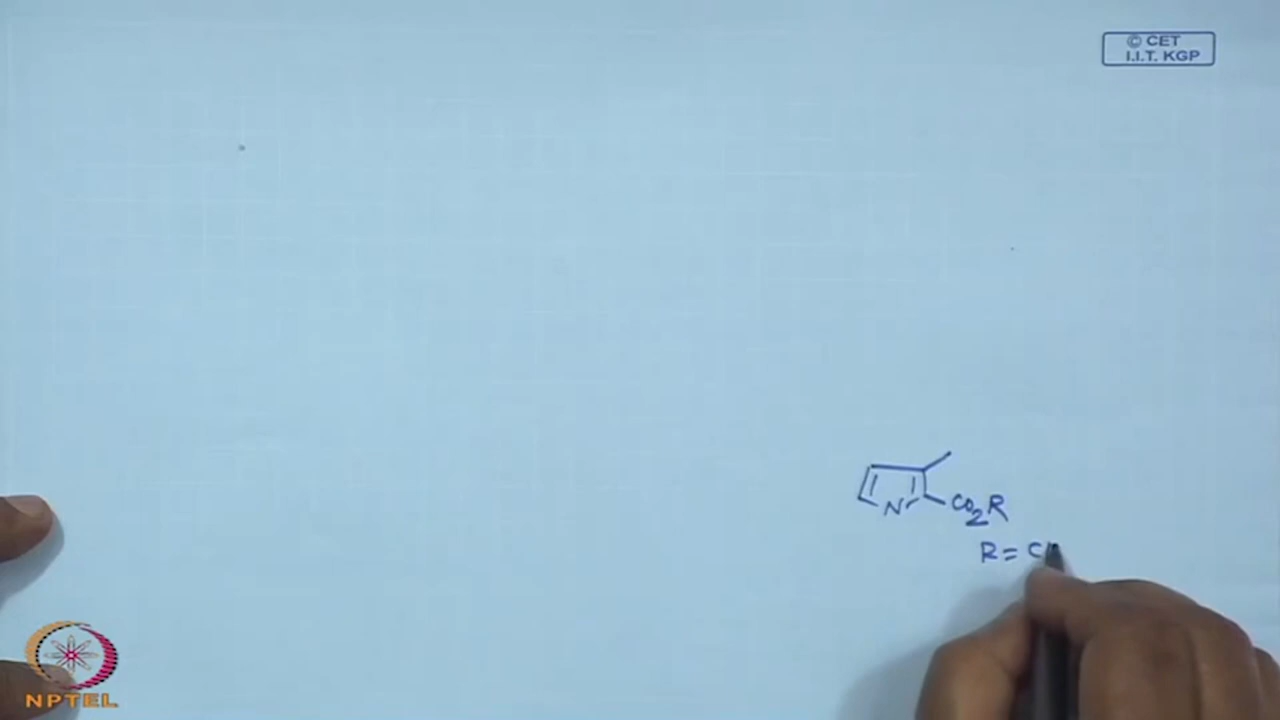 © CET
I.I.T. KGP
N CO₂R
R = C
NPTEL